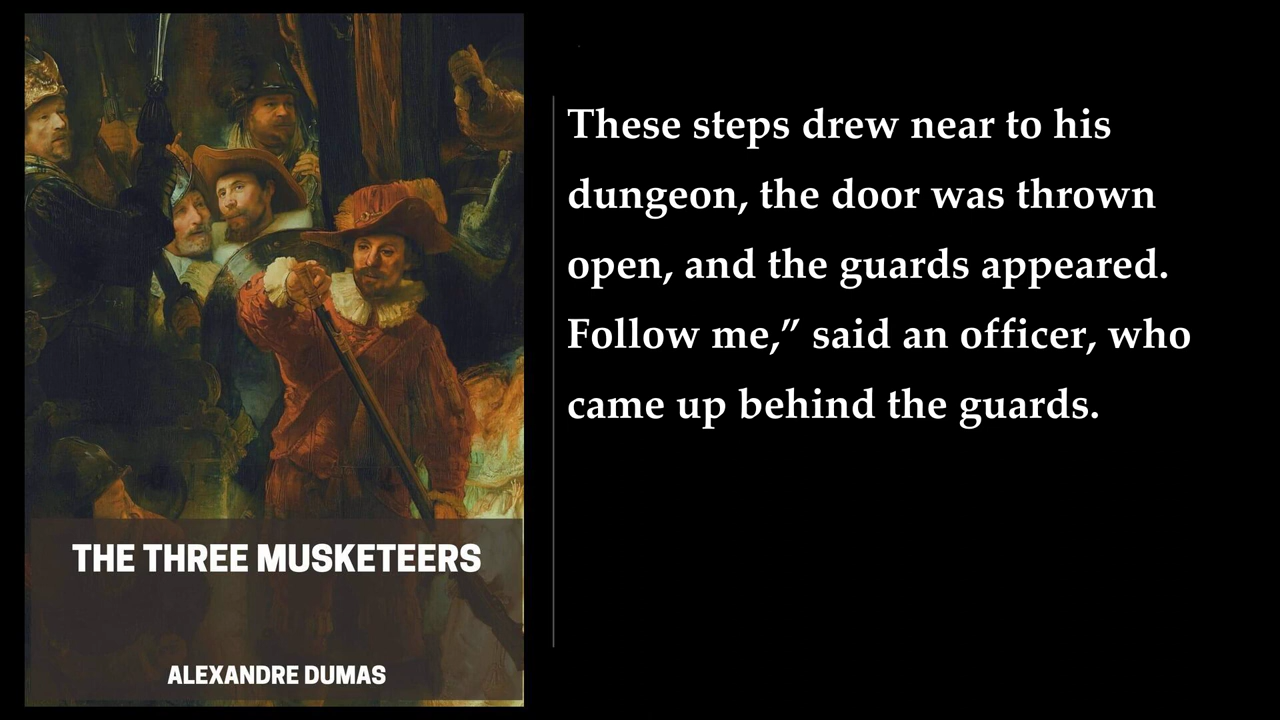 These steps drew near to his
dungeon, the door was thrown
open, and the guards appeared.
Follow me,” said an officer, who
came up behind the guards.
THE THREE MUSKETEERS
ALEXANDRE DUMAS